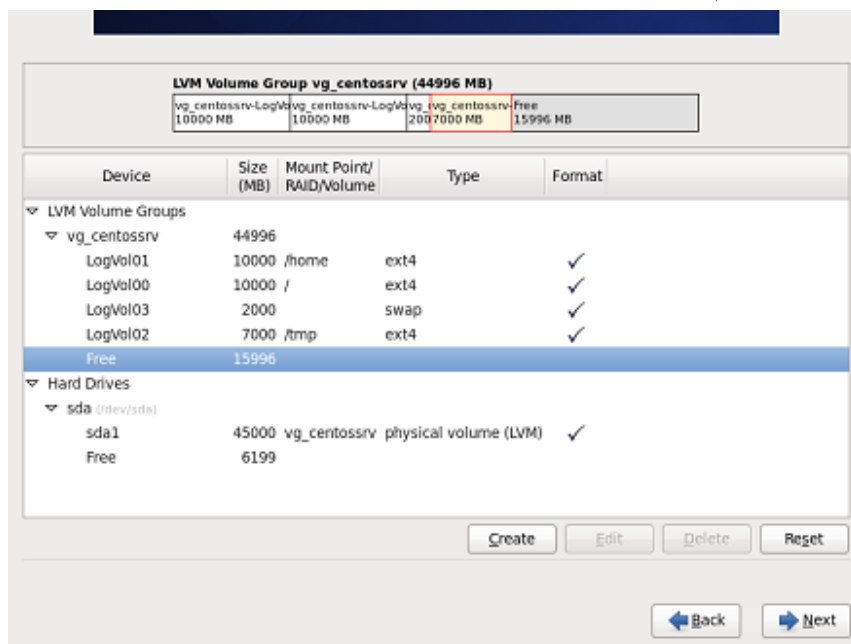 LVM Volume Group vg_centossrv (44996 MB)
vg_centossrv-LogVo vg_centossrv-LogVo vg_ vg_centossrv- Free
10000 MB 10000 MB 200 7000 MB 15996 MB
Device Size (MB) Mount Point/ RAID/Volume Type Format
LVM Volume Groups
vg_centossrv 44996
LogVol01 10000 /home ext4
LogVol00 10000 / ext4
LogVol03 2000 swap
LogVol02 7000 /tmp ext4
Free 15996
Hard Drives
sda (/dev/sda)
sda1 45000 vg_centossrv physical volume (LVM)
Free 6199
Create Edit Delete Reset
Back Next